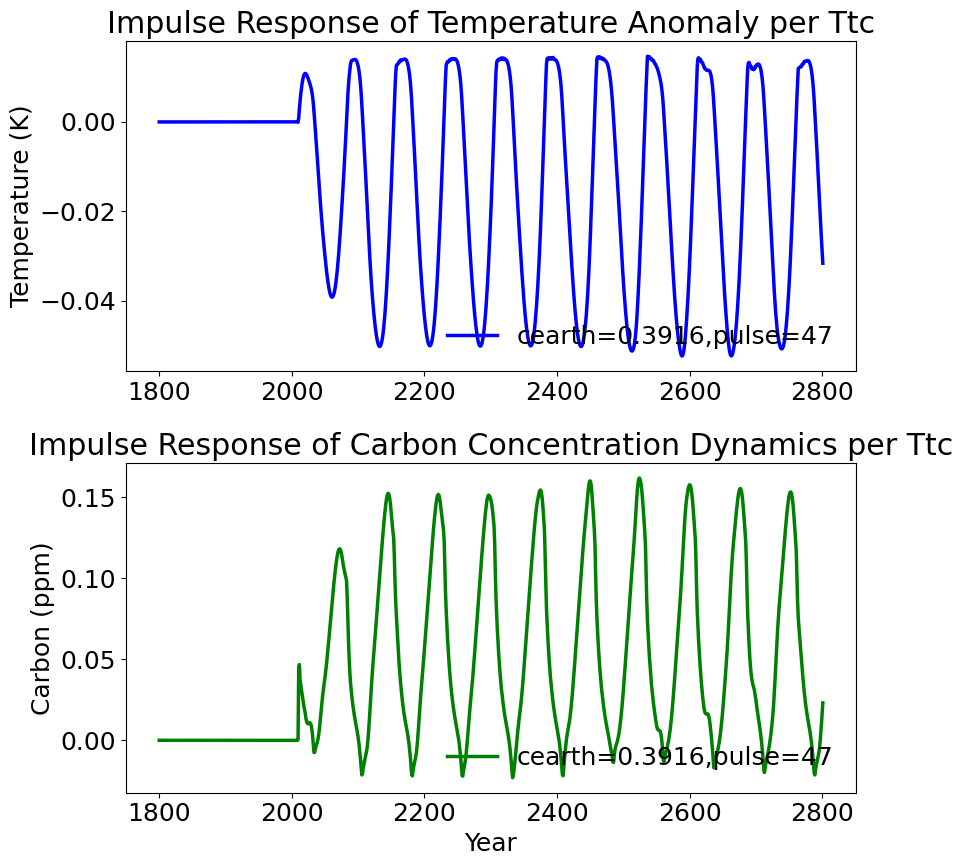 Impulse Response of Temperature Anomaly per Ttc
Temperature (K)
0.00
−0.02
−0.04
cearth=0.3916,pulse=47
1800 2000 2200 2400 2600 2800
Impulse Response of Carbon Concentration Dynamics per Ttc
Carbon (ppm)
0.15
0.10
0.05
0.00
cearth=0.3916,pulse=47
1800 2000 2200 2400 2600 2800
Year